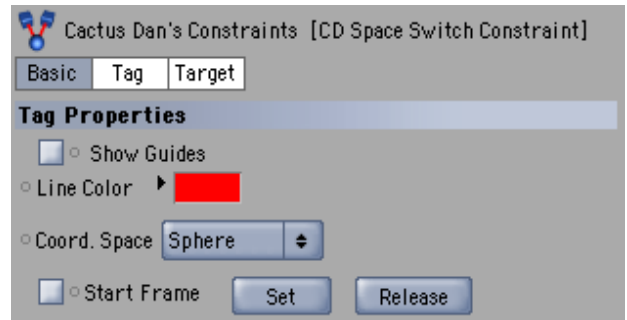 Cactus Dan's Constraints [CD Space Switch Constraint]
Basic Tag Target
Tag Properties
Show Guides
Line Color
Coord. Space Sphere
Start Frame Set Release